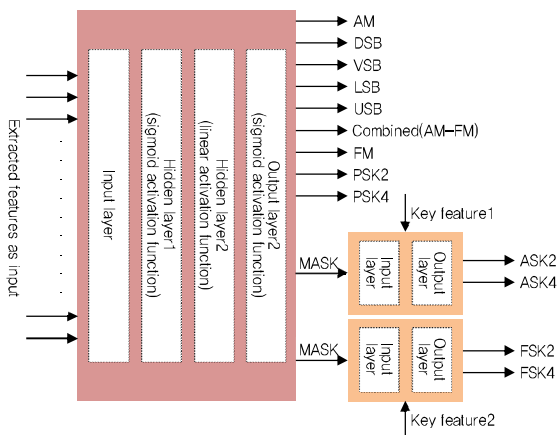 AM
DSB
VSB
LSB
USB
Combined(AM-FM)
FM
PSK2
PSK4
Extracted features as input
Input layer
Hidden layer1
(sigmoid activation function)
Hidden layer2
(linear activation function)
Output layer2
(sigmoid activation function)
Key feature1
MASK
Input
layer
Output
layer
ASK2
ASK4
MASK
Input
layer
Output
layer
FSK2
FSK4
Key feature2